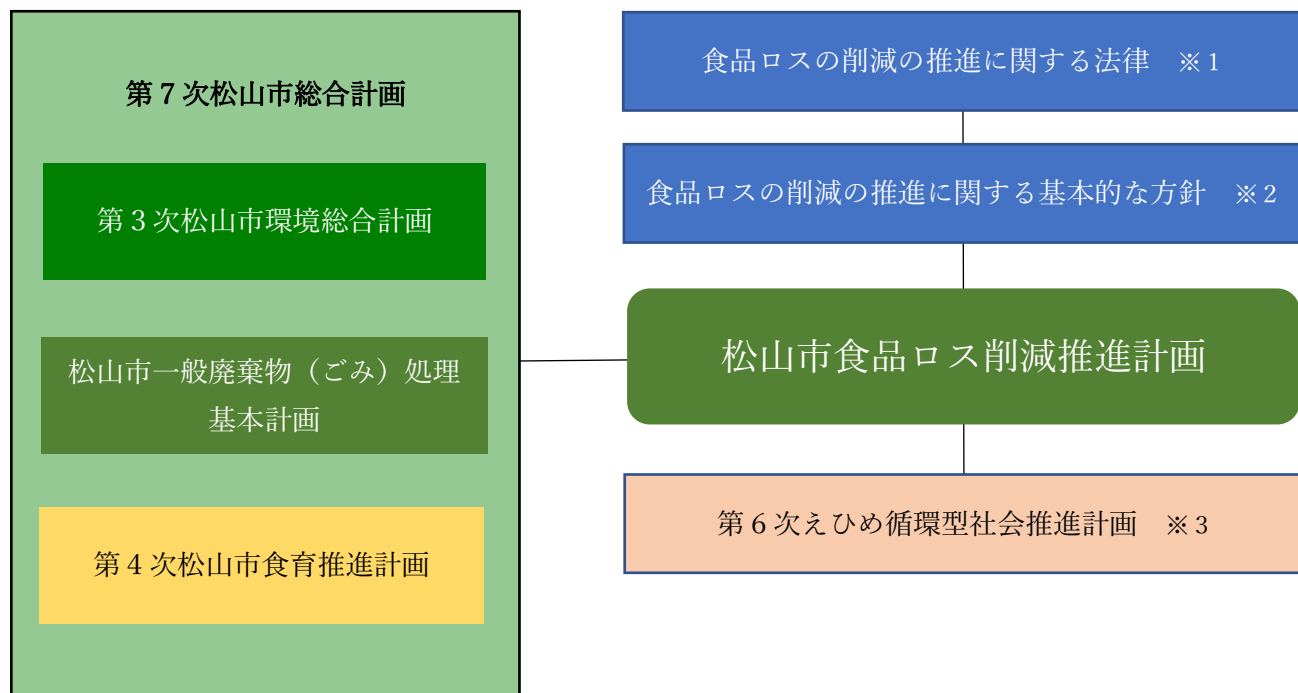 第７次松山市総合計画
第３次松山市環境総合計画
松山市一般廃棄物（ごみ）処理
基本計画
第４次松山市食育推進計画
食品ロスの削減の推進に関する法律　※1
食品ロスの削減の推進に関する基本的な方針　※2
松山市食品ロス削減推進計画
第６次えひめ循環型社会推進計画　※3